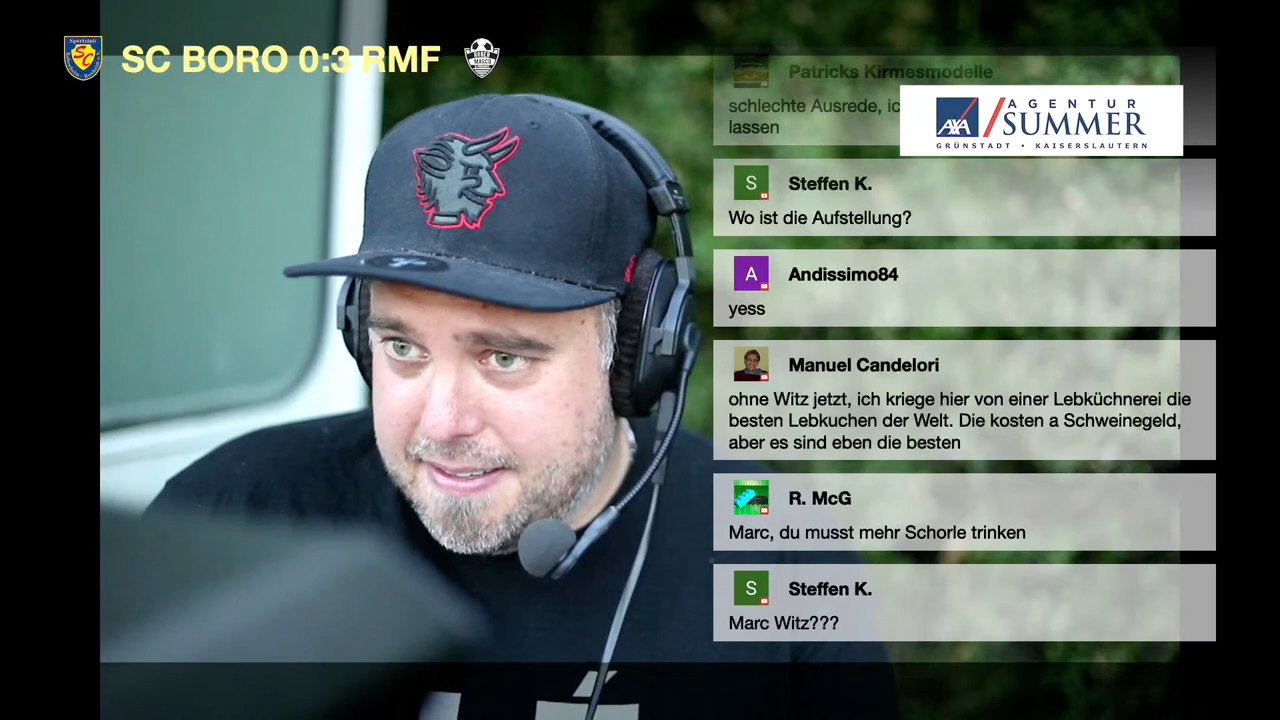 SC BORO 0:3 RMF
Patricks Kirmesmodelle
schlechte Ausrede, ic
lassen
AXA
AGENTUR
SUMMER
GRÜNSTADT • KAISERSLAUTERN
S
Steffen K.
Wo ist die Aufstellung?
A
Andissimo84
yess
Manuel Candelori
ohne Witz jetzt, ich kriege hier von einer Lebküchnerei die
besten Lebkuchen der Welt. Die kosten a Schweinegeld,
aber es sind eben die besten
R. McG
Marc, du musst mehr Schorle trinken
S
Steffen K.
Marc Witz???